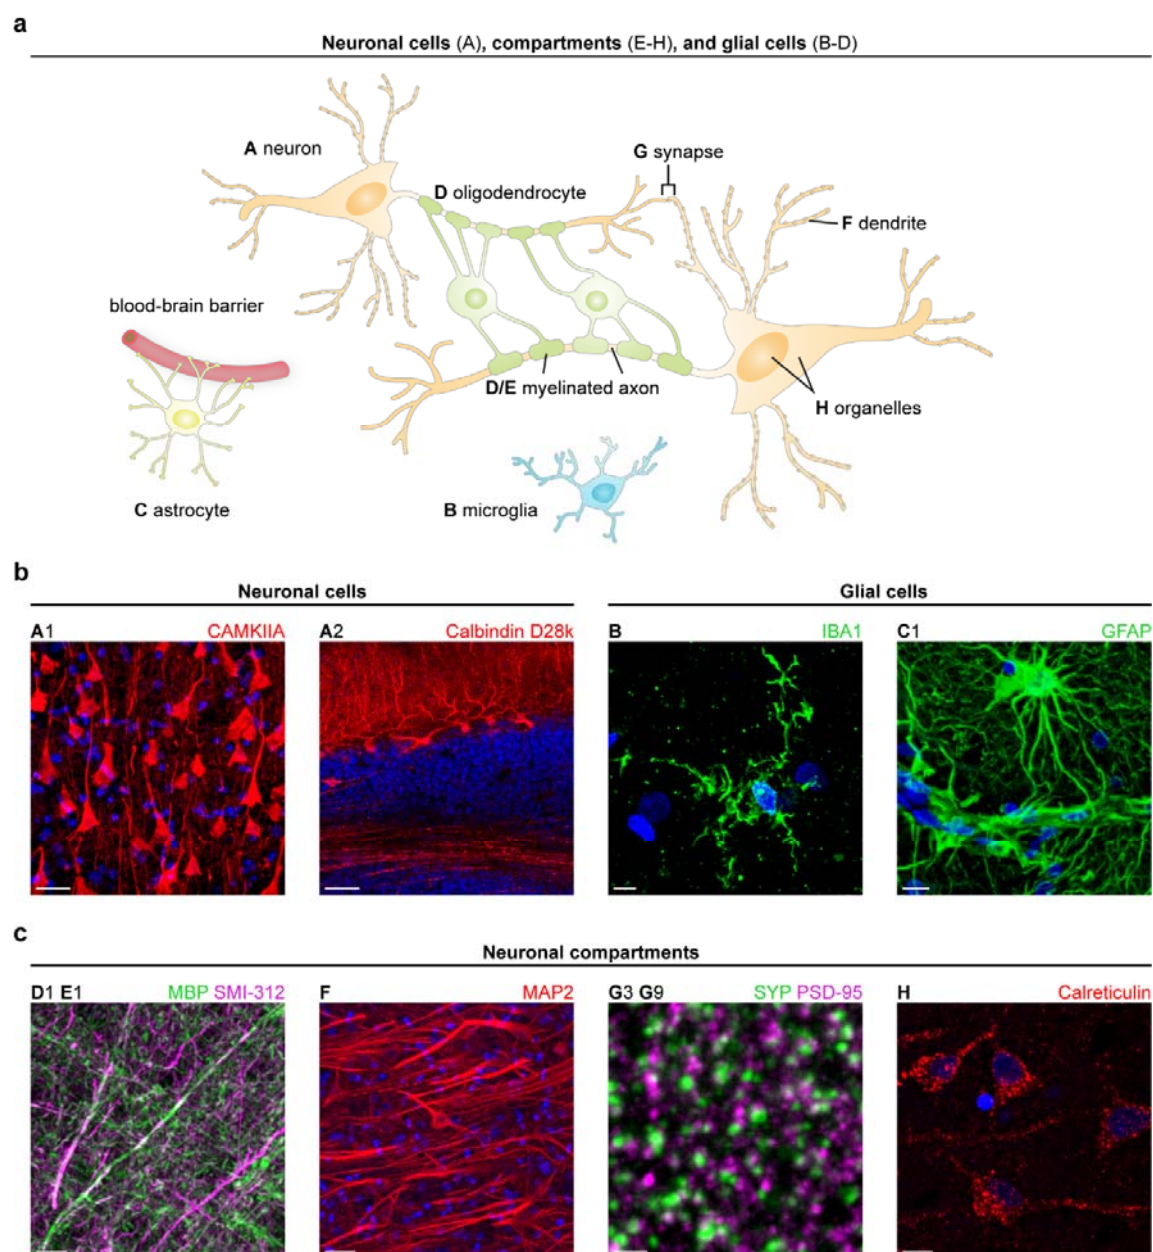 a
Neuronal cells (A), compartments (E-H), and glial cells (B-D)
A neuron
G synapse
D oligodendrocyte
F dendrite
blood-brain barrier
D/E myelinated axon
H organelles
C astrocyte
B microglia
b
Neuronal cells
Glial cells
A1 CAMKIIA
A2 Calbindin D28k
B IBA1
C1 GFAP
c
Neuronal compartments
D1 E1 MBP SMI-312
F MAP2
G3 G9 SYP PSD-95
H Calreticulin